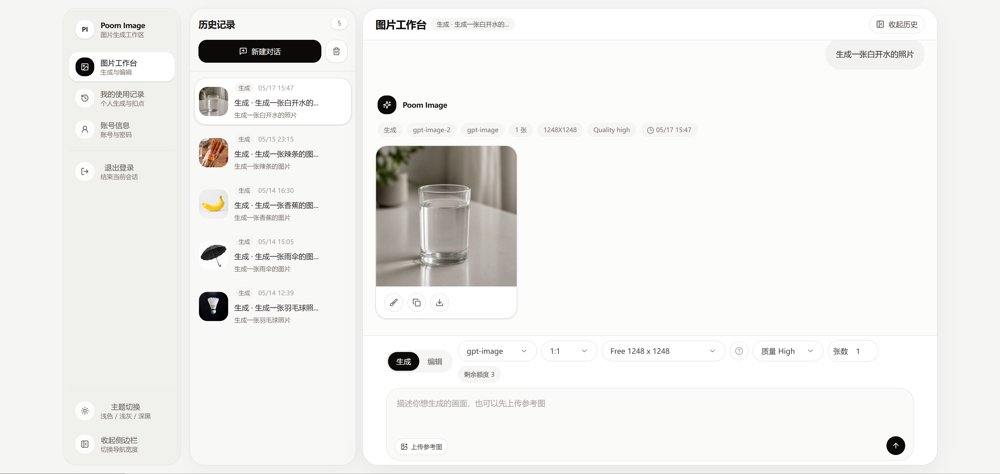 PI
Poom Image
图片生成工作区
图片工作台
生成与编辑
我的使用记录
个人生成与扣点
账号信息
账号与密码
退出登录
结束当前会话
主题切换
浅色 / 浅灰 / 深黑
收起侧边栏
切换导航宽度
历史记录
5
新建对话
生成 05/17 15:47
生成 · 生成一张白开水的...
生成一张白开水的照片
生成 05/15 23:15
生成 · 生成一张辣条的图...
生成一张辣条的图片
生成 05/14 16:30
生成 · 生成一张香蕉的图...
生成一张香蕉的图片
生成 05/14 15:05
生成 · 生成一张雨伞的图...
生成一张雨伞的图片
生成 05/14 12:39
生成 · 生成一张羽毛球照...
生成一张羽毛球照片
图片工作台 生成 · 生成一张白开水的...
收起历史
生成一张白开水的照片
Poom Image
生成 gpt-image-2 gpt-image 1 张 1248X1248 Quality high 05/17 15:47
生成 编辑 gpt-image 1:1 Free 1248 x 1248 质量 High 张数 1
剩余额度 3
描述你想生成的画面，也可以先上传参考图
上传参考图